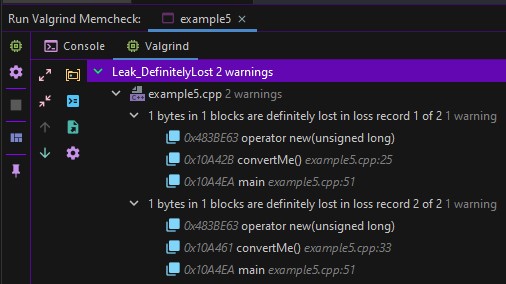 Run Valgrind Memcheck: example5 ×
Console Valgrind
Leak_DefinitelyLost 2 warnings
C++ example5.cpp 2 warnings
1 bytes in 1 blocks are definitely lost in loss record 1 of 2 1 warning
0x483BE63 operator new(unsigned long)
0x10A42B convertMe() example5.cpp:25
0x10A4EA main example5.cpp:51
1 bytes in 1 blocks are definitely lost in loss record 2 of 2 1 warning
0x483BE63 operator new(unsigned long)
0x10A461 convertMe() example5.cpp:33
0x10A4EA main example5.cpp:51